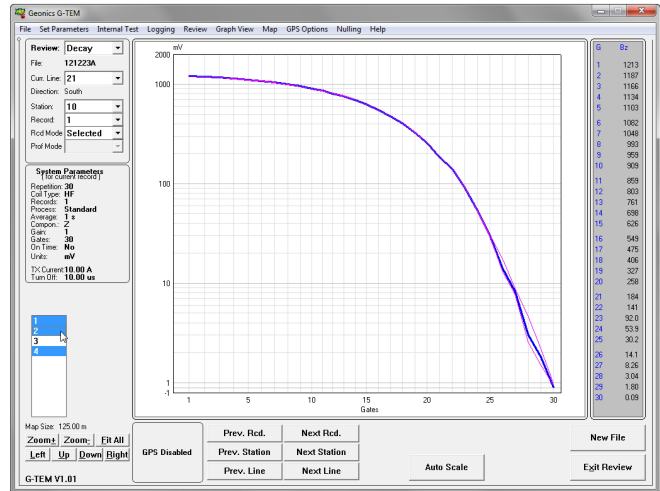 Geonics G-TEM
File Set Parameters Internal Test Logging Review Graph View Map GPS Options Nulling Help
Review: Decay
File: 121223A
Curr. Line: 21
Direction: South
Station: 10
Record: 1
Rcd Mode Selected
Prof Mode
System Parameters
( for current record )
Repetition: 30
Coil Type: HF
Records: 1
Process: Standard
Average: 1 s
Compon.: Z
Gain: 1
Gates: 30
On Time: No
Units: mV
TX Current 10.00 A
Turn Off: 10.00 us
1
2
3
4
Map Size: 125.00 m
Zoom+ Zoom- Fit All
Left Up Down Right
G-TEM V1.01
mV
2000
1000
100
10
1
-1
1 5 10 15 20 25 30
Gates
GPS Disabled
Prev. Rcd. Next Rcd.
Prev. Station Next Station
Prev. Line Next Line
Auto Scale
New File
Exit Review
G Bz
1 1213
2 1187
3 1166
4 1134
5 1103
6 1082
7 1048
8 993
9 959
10 909
11 859
12 803
13 761
14 698
15 626
16 549
17 475
18 406
19 327
20 258
21 184
22 141
23 92.0
24 53.9
25 30.2
26 14.1
27 8.26
28 3.04
29 1.80
30 0.09